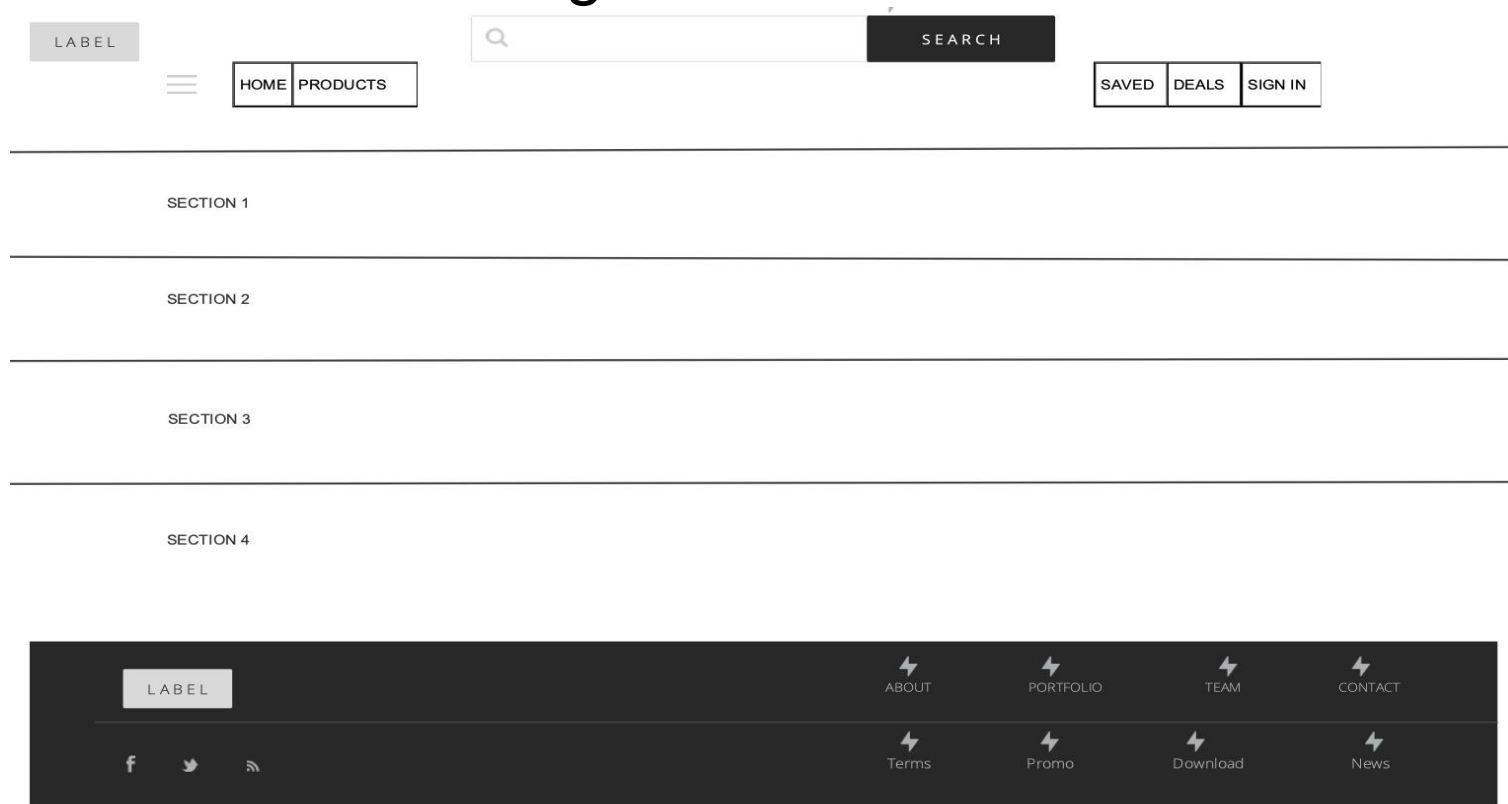 LABEL
SEARCH
HOME PRODUCTS
SAVED DEALS SIGN IN
SECTION 1
SECTION 2
SECTION 3
SECTION 4
LABEL
ABOUT PORTFOLIO TEAM CONTACT
Terms Promo Download News